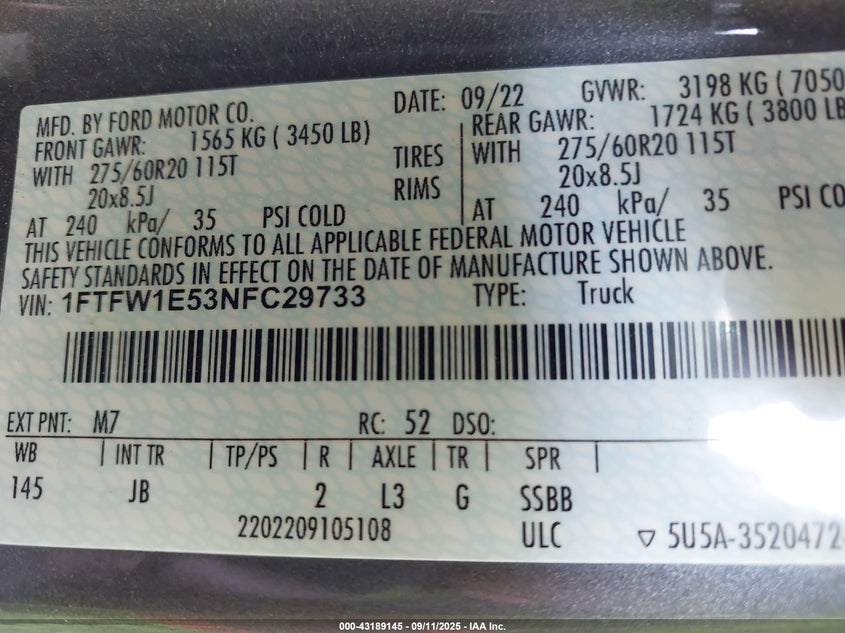 MFD. BY FORD MOTOR CO. DATE: 09/22 GVWR: 3198 KG ( 7050
FRONT GAWR: 1565 KG ( 3450 LB) REAR GAWR: 1724 KG ( 3800 LB
WITH 275/60R20 115T TIRES WITH 275/60R20 115T
20x8.5J RIMS 20x8.5J
AT 240 kPa/ 35 PSI COLD AT 240 kPa/ 35 PSI CO
THIS VEHICLE CONFORMS TO ALL APPLICABLE FEDERAL MOTOR VEHICLE
SAFETY STANDARDS IN EFFECT ON THE DATE OF MANUFACTURE SHOWN ABOVE.
VIN: 1FTFW1E53NFC29733 TYPE: Truck
EXT PNT: M7 RC: 52 DSO:
WB | INT TR | TP/PS | R | AXLE | TR | SPR |
145 JB 2 L3 G SSBB
2202209105108 ULC ▽ 5U5A-3520472-
000-43189145 - 09/11/2025 - IAA Inc.